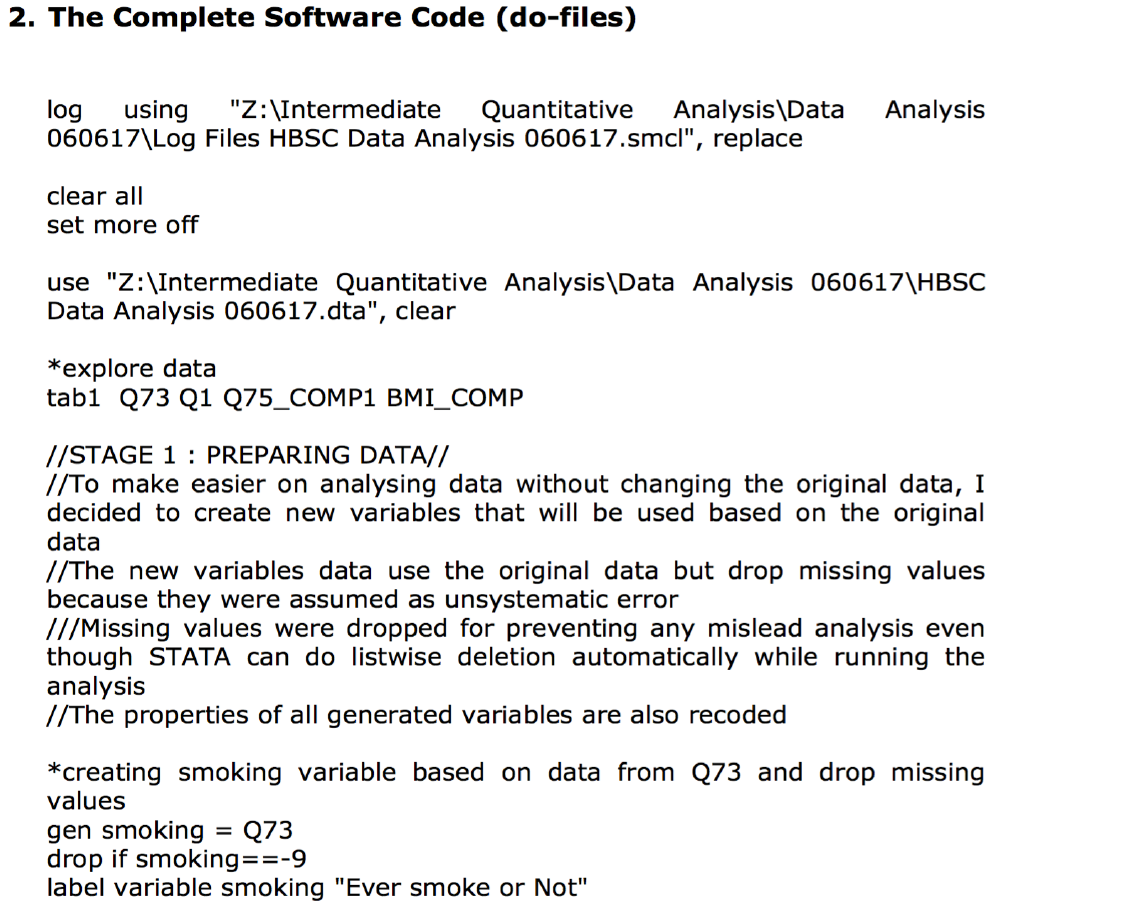 2. The Complete Software Code (do-files)
log using "Z:\Intermediate Quantitative Analysis\Data Analysis
060617\Log Files HBSC Data Analysis 060617.smcl", replace
clear all
set more off
use "Z:\Intermediate Quantitative Analysis\Data Analysis 060617\HBSC
Data Analysis 060617.dta", clear
*explore data
tab1 Q73 Q1 Q75_COMP1 BMI_COMP
//STAGE 1 : PREPARING DATA//
//To make easier on analysing data without changing the original data, I
decided to create new variables that will be used based on the original
data
//The new variables data use the original data but drop missing values
because they were assumed as unsystematic error
///Missing values were dropped for preventing any mislead analysis even
though STATA can do listwise deletion automatically while running the
analysis
//The properties of all generated variables are also recoded
*creating smoking variable based on data from Q73 and drop missing
values
gen smoking = Q73
drop if smoking==-9
label variable smoking "Ever smoke or Not"